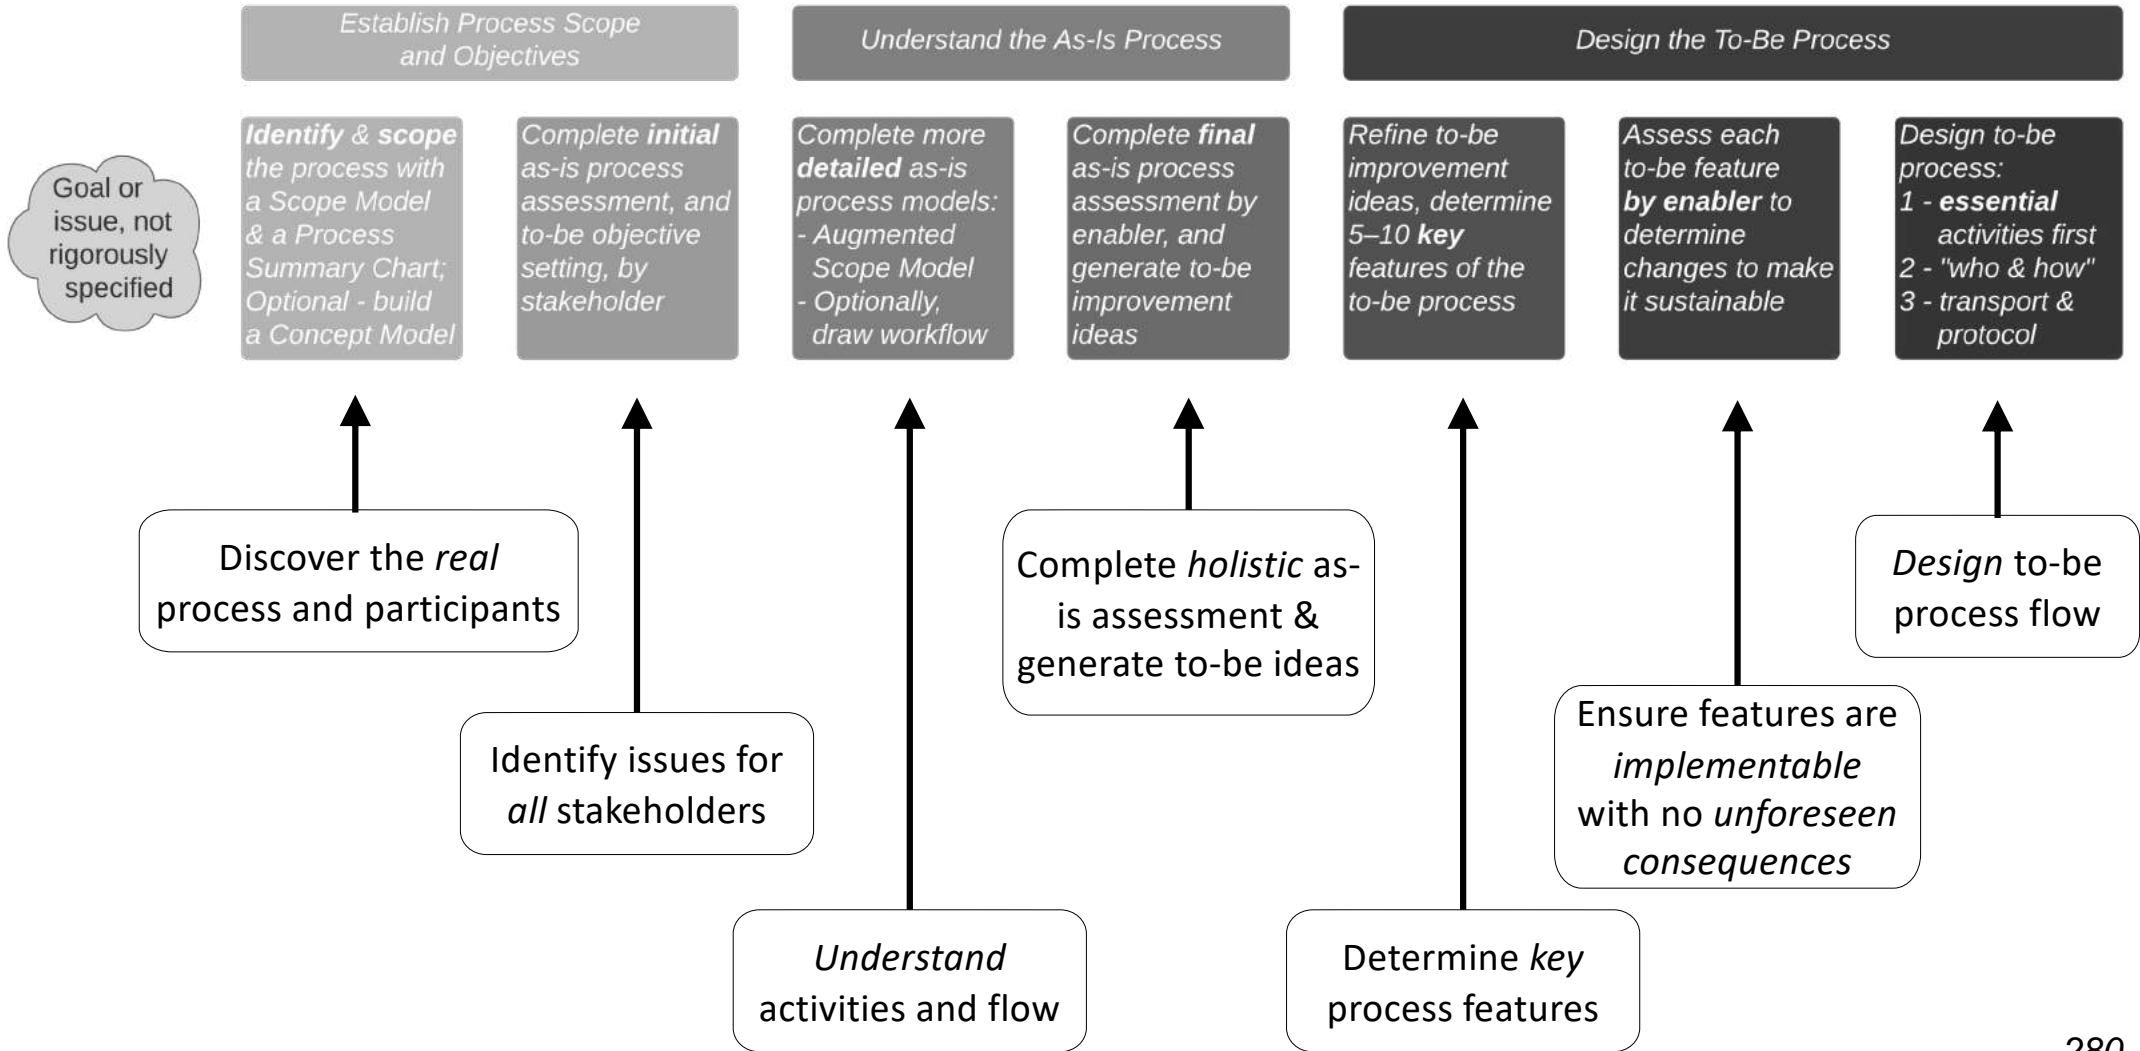 Establish Process Scope
and Objectives
Understand the As-Is Process
Design the To-Be Process
Goal or
issue, not
rigorously
specified
Identify & scope
the process with
a Scope Model
& a Process
Summary Chart;
Optional - build
a Concept Model
Complete initial
as-is process
assessment, and
to-be objective
setting, by
stakeholder
Complete more
detailed as-is
process models:
- Augmented
Scope Model
- Optionally,
draw workflow
Complete final
as-is process
assessment by
enabler, and
generate to-be
improvement
ideas
Refine to-be
improvement
ideas, determine
5–10 key
features of the
to-be process
Assess each
to-be feature
by enabler to
determine
changes to make
it sustainable
Design to-be
process:
1 - essential
activities first
2 - "who & how"
3 - transport &
protocol
Discover the real
process and participants
Identify issues for
all stakeholders
Understand
activities and flow
Complete holistic as-
is assessment &
generate to-be ideas
Determine key
process features
Ensure features are
implementable
with no unforeseen
consequences
Design to-be
process flow
280